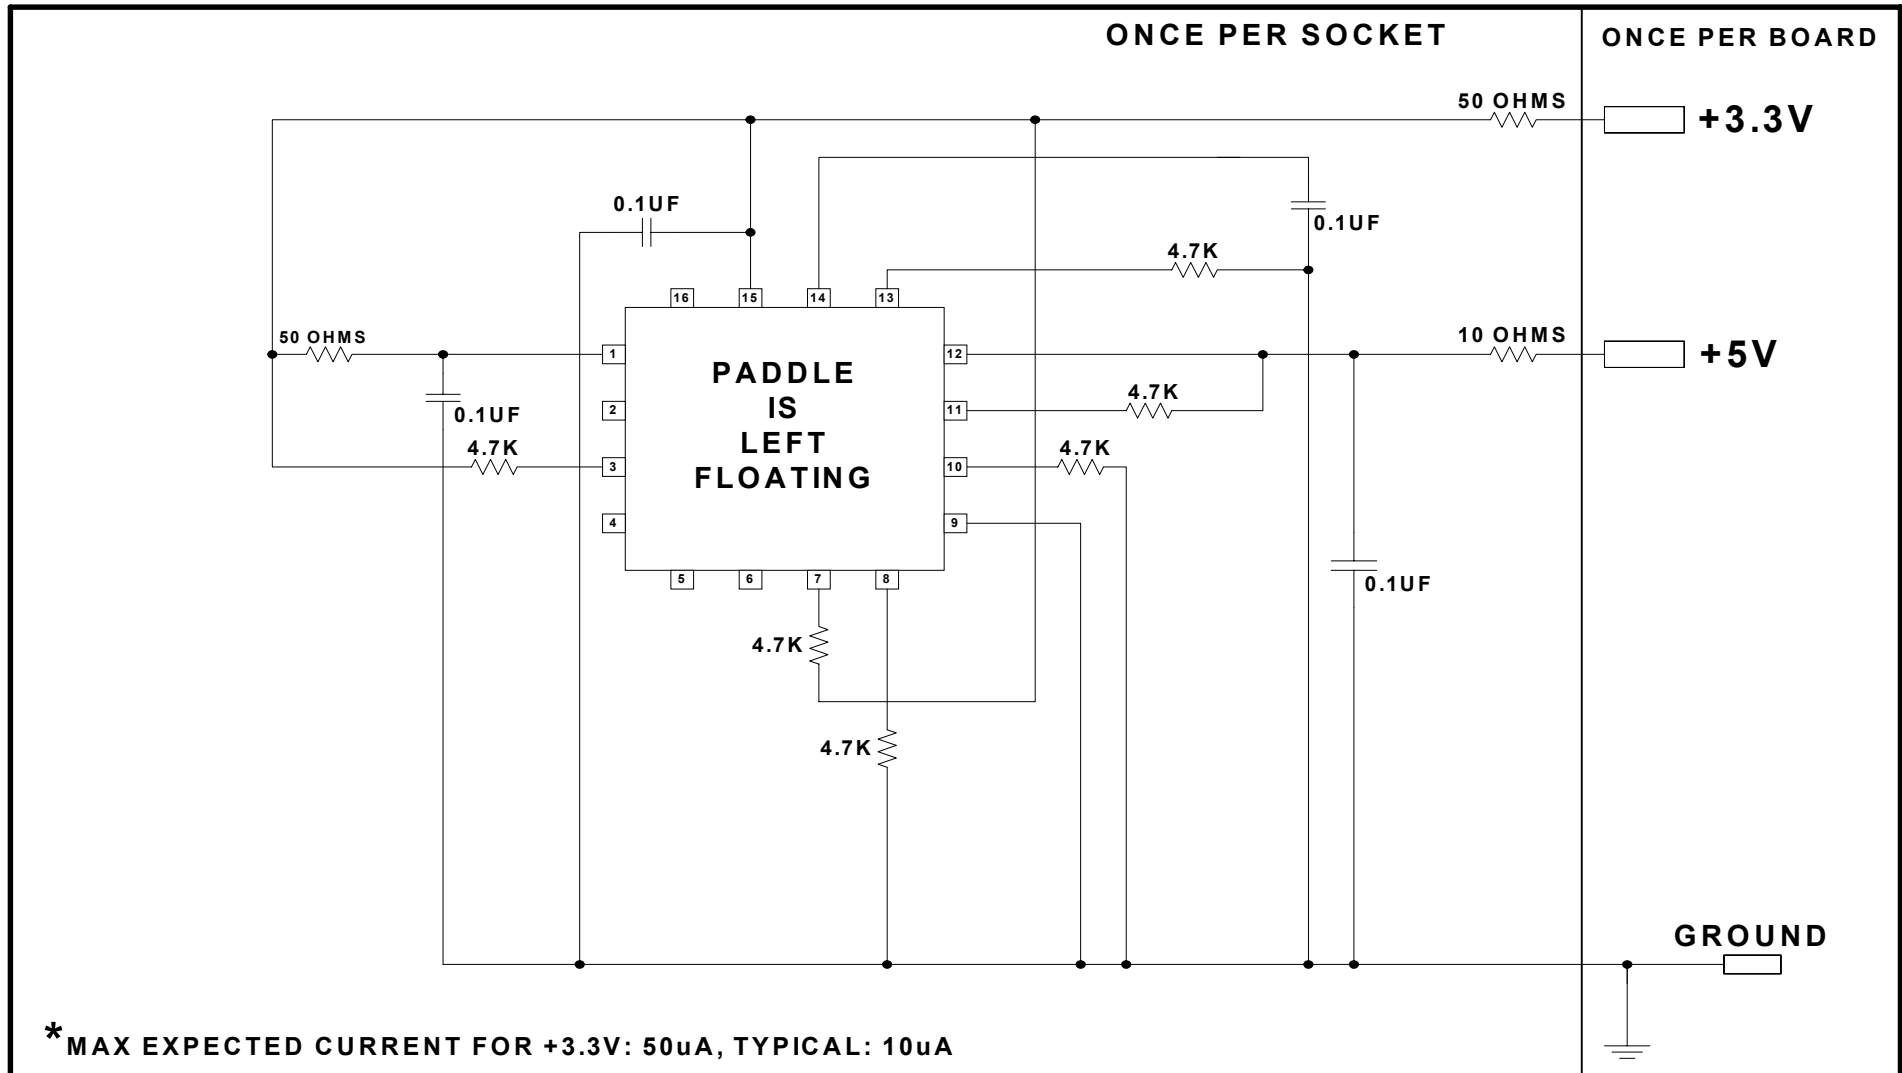 ONCE PER SOCKET
ONCE PER BOARD
50 OHMS
+3.3V
0.1UF
0.1UF
4.7K
16
15
14
13
50 OHMS
10 OHMS
+5V
1
12
PADDLE
IS
LEFT
FLOATING
4.7K
2
11
0.1UF
4.7K
4.7K
3
10
4
9
5
6
7
8
0.1UF
4.7K
4.7K
GROUND
*MAX EXPECTED CURRENT FOR +3.3V: 50uA, TYPICAL: 10uA